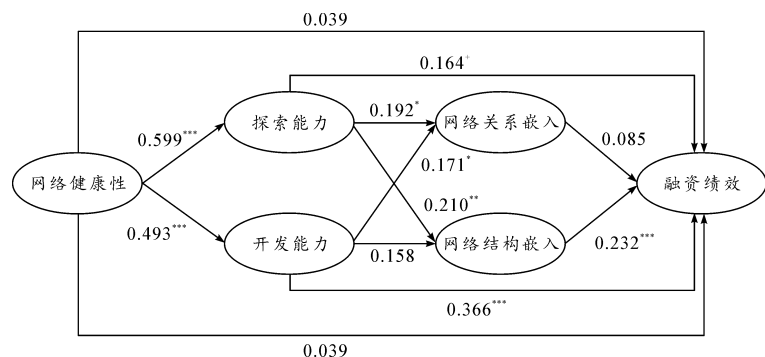 0.039
0.164+
探索能力
0.192*
网络关系嵌入
0.599***
0.085
0.171*
网络健康性
融资绩效
0.210**
0.493***
开发能力
0.158
网络结构嵌入
0.232***
0.366***
0.039